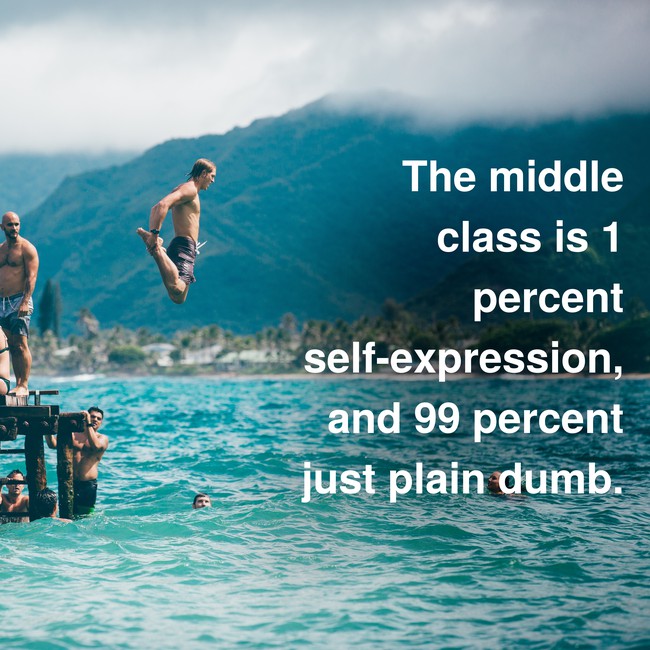 The middle
class is 1
percent
self-expression,
and 99 percent
just plain dumb.